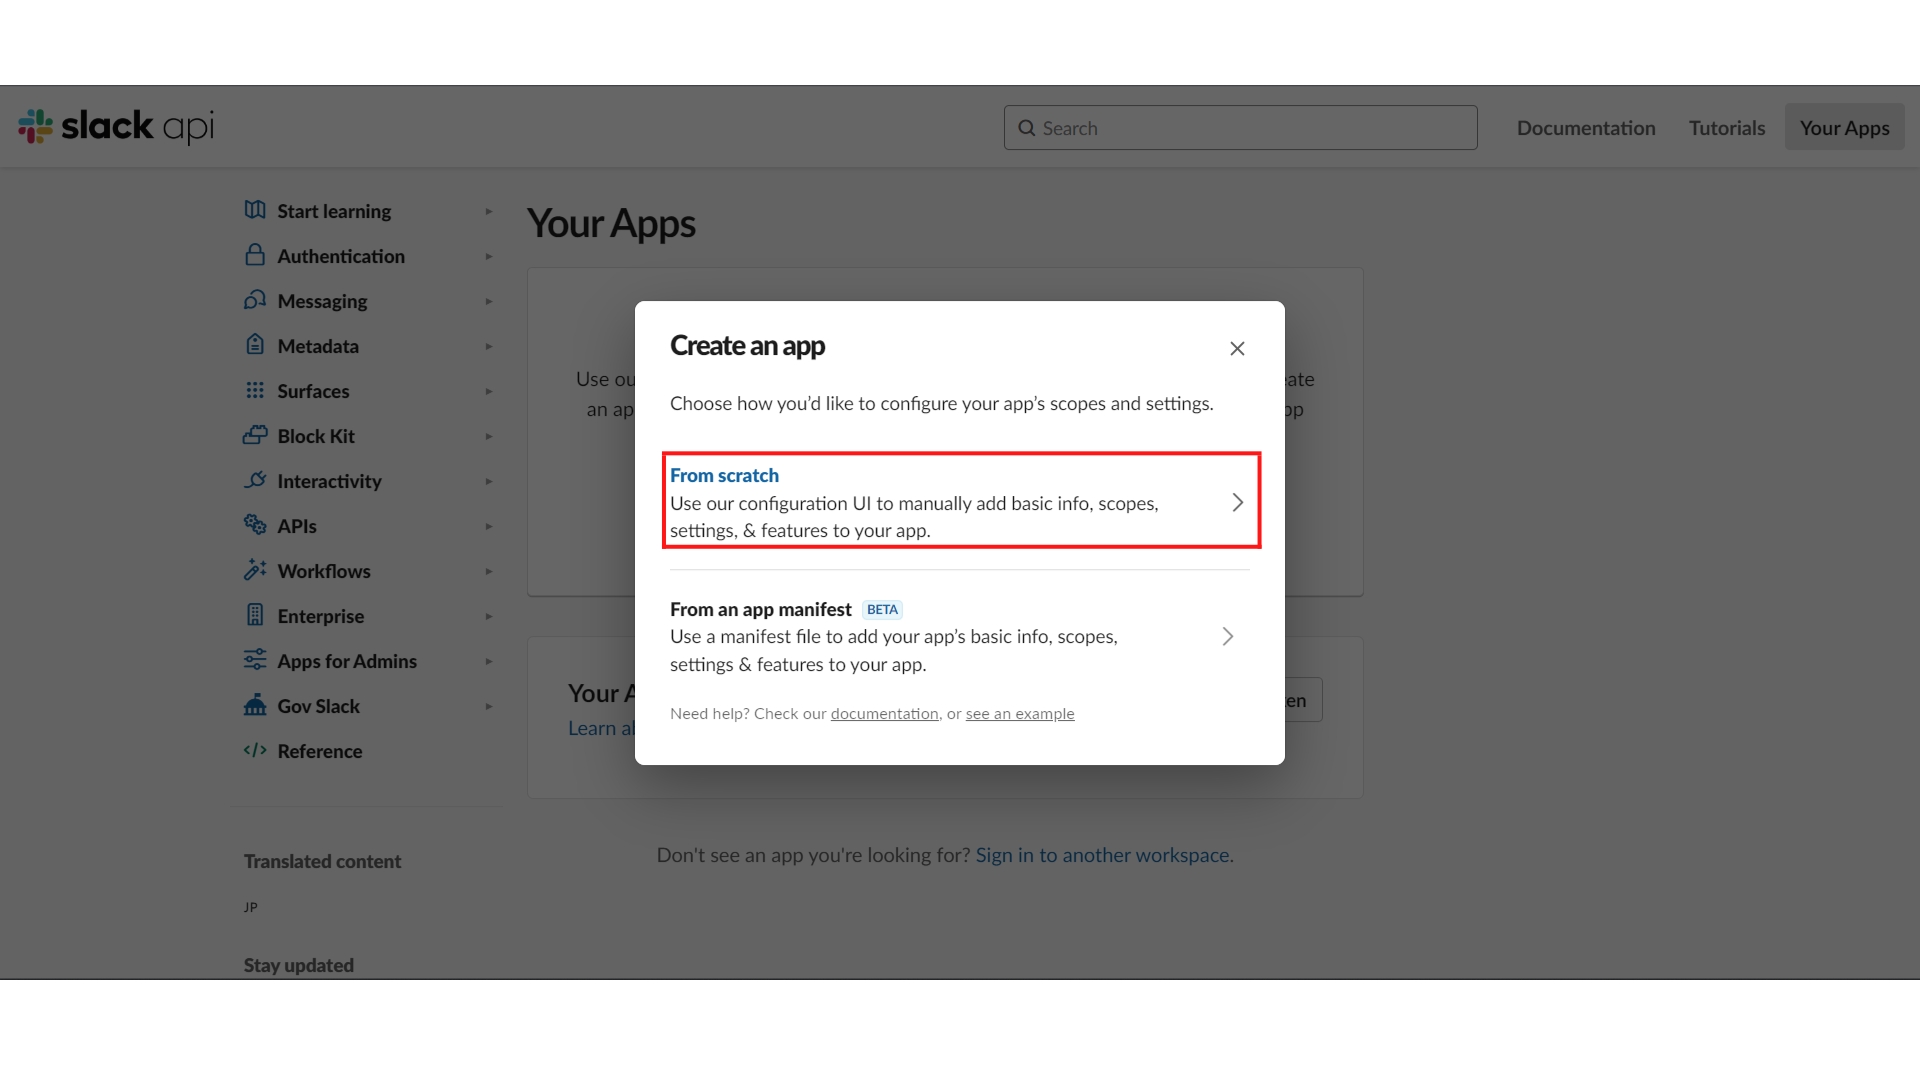 slack api
Search
Documentation
Tutorials
Your Apps
Start learning
Authentication
Messaging
Metadata
Surfaces
Block Kit
Interactivity
APIs
Workflows
Enterprise
Apps for Admins
Gov Slack
Reference
Translated content
JP
Stay updated
Your Apps
Use ou
an ap
Your A
Learn a
Create an app
Choose how you’d like to configure your app’s scopes and settings.
From scratch
Use our configuration UI to manually add basic info, scopes,
settings, & features to your app.
From an app manifest BETA
Use a manifest file to add your app’s basic info, scopes,
settings & features to your app.
Need help? Check our documentation, or see an example
Don't see an app you're looking for? Sign in to another workspace.